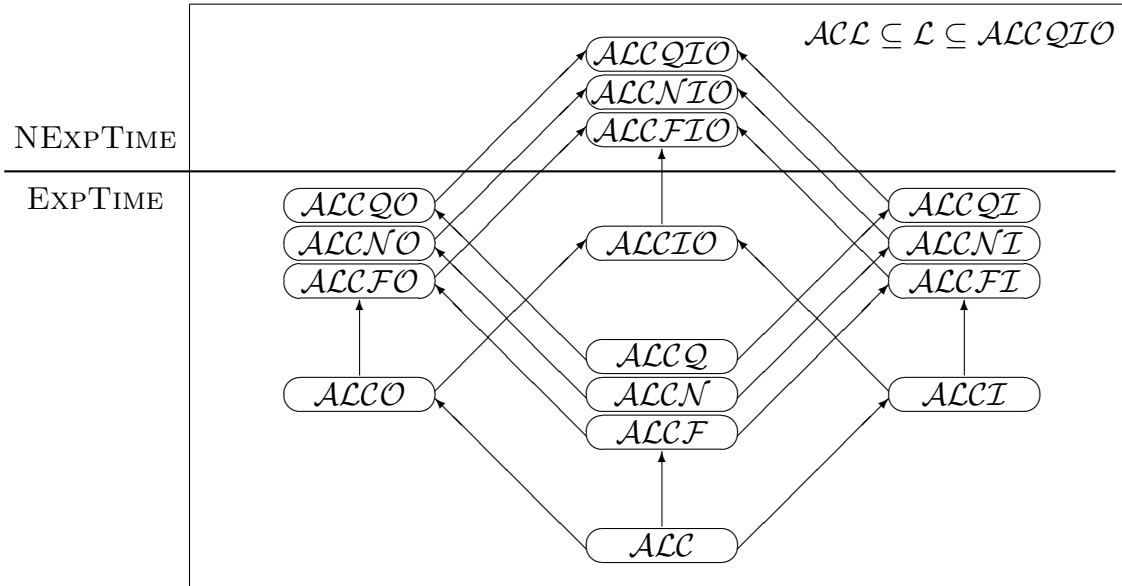 ACL ⊆ L ⊆ ALCQIO
ALCQIO
ALCNIO
ALCFIO
NEXPTIME
EXPTIME
ALCQO
ALCQI
ALCNO
ALCIO
ALCNI
ALCFO
ALCFI
ALCQ
ALCO
ALCN
ALCI
ALCF
ALC